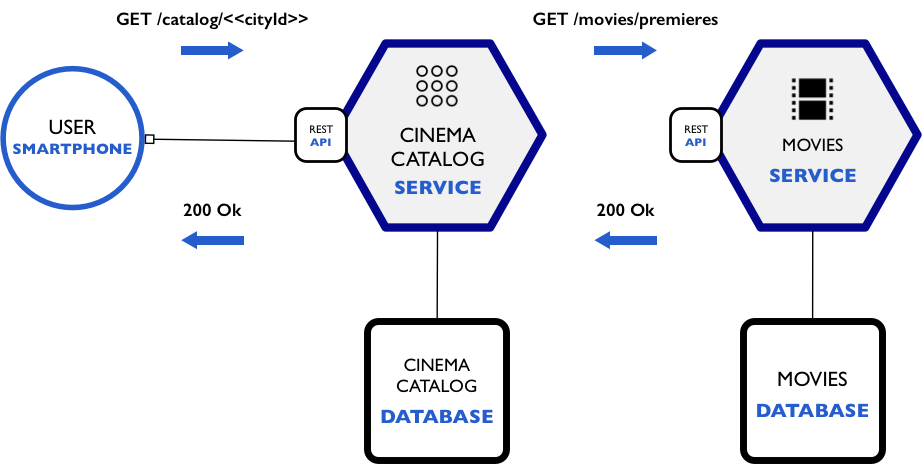 GET /catalog/<<cityId>>
GET /movies/premieres
USER
SMARTPHONE
REST
API
CINEMA
CATALOG
SERVICE
REST
API
MOVIES
SERVICE
200 Ok
200 Ok
CINEMA
CATALOG
DATABASE
MOVIES
DATABASE